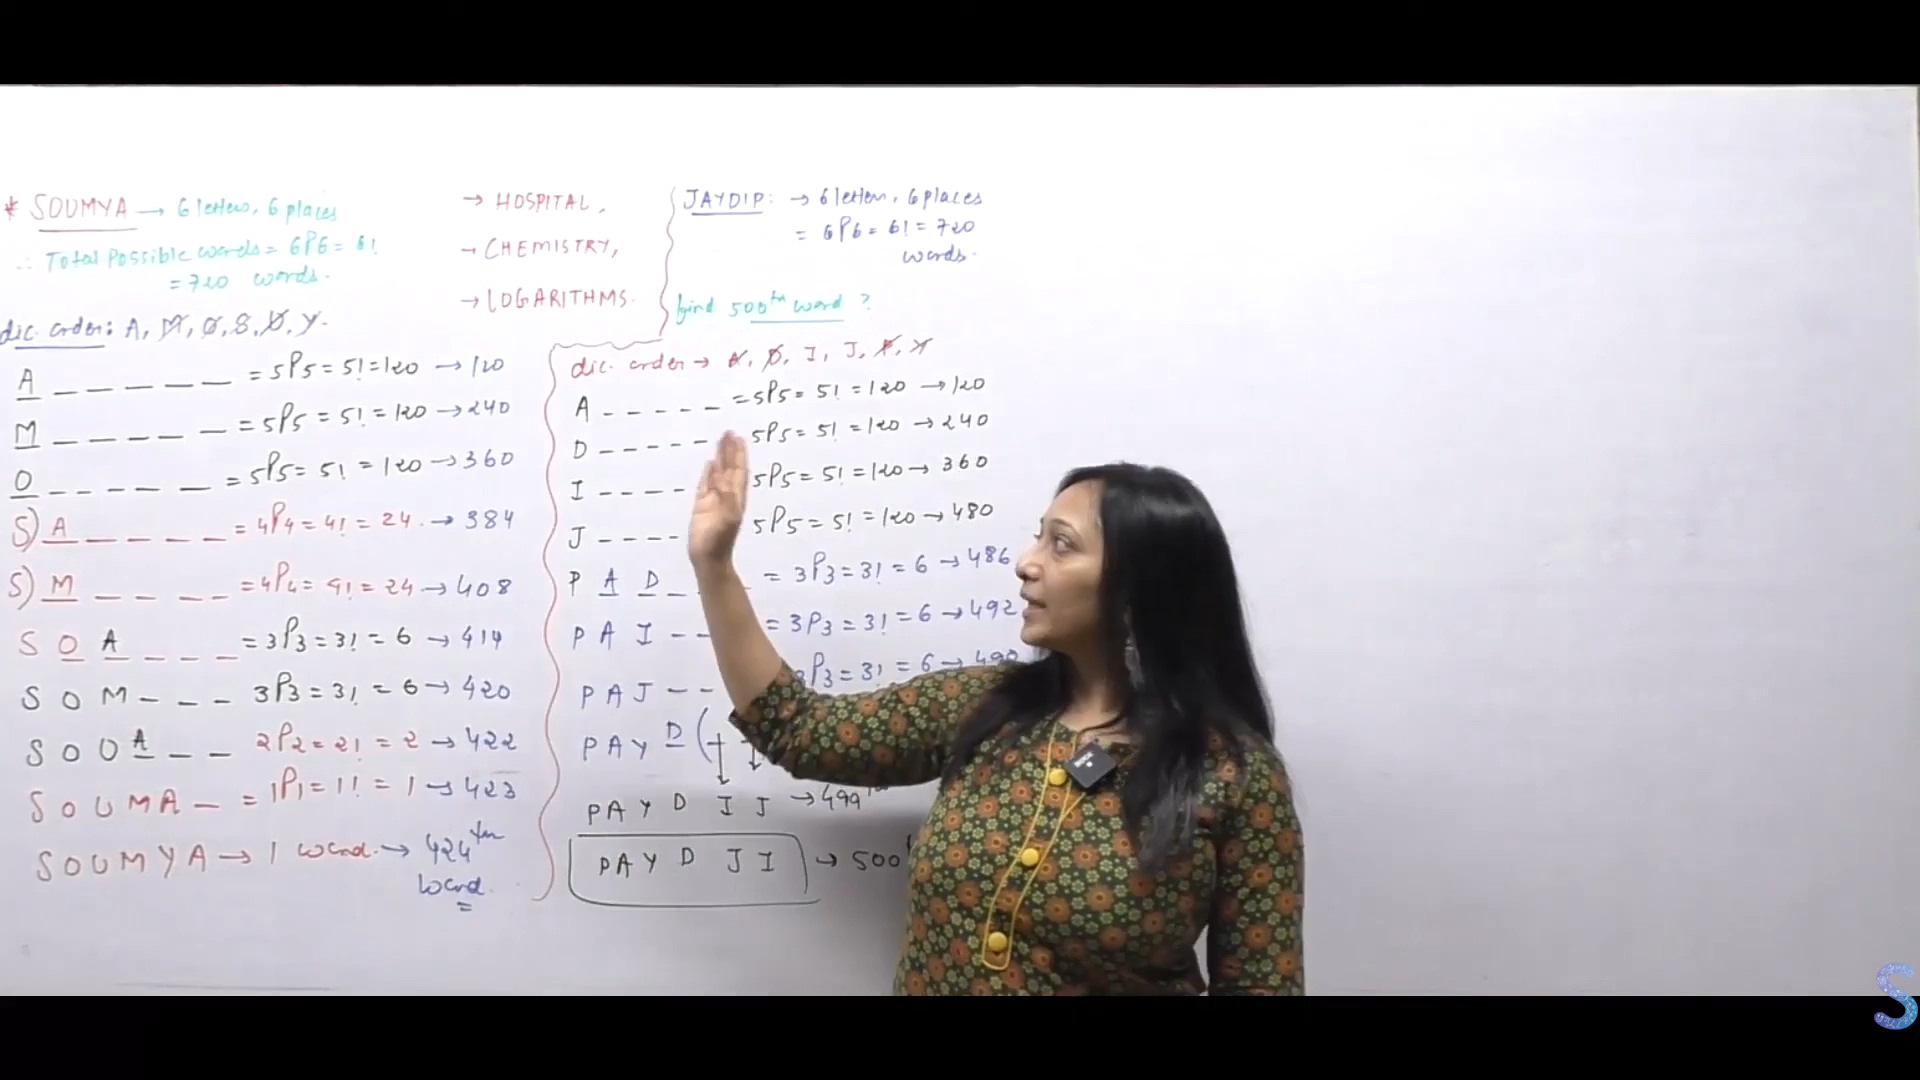 * SOUMYA → 6 letters, 6 places
∴ Total Possible words = 6P6 = 6!
= 720 words.
dic. order: A, M, O, S, U, Y.
A _ _ _ _ _ = 5P5 = 5! = 120 → 120
M _ _ _ _ _ = 5P5 = 5! = 120 → 240
O _ _ _ _ _ = 5P5 = 5! = 120 → 360
S) A _ _ _ _ = 4P4 = 4! = 24. → 384
S) M _ _ _ _ = 4P4 = 4! = 24 → 408
S O A _ _ _ = 3P3 = 3! = 6 → 414
S O M _ _ _ 3P3 = 3! = 6 → 420
S O U A _ _ 2P2 = 2! = 2 → 422
S O U M A _ = 1P1 = 1! = 1 → 423
S O U M Y A → 1 word. → 424th
word.
→ HOSPITAL,
→ CHEMISTRY,
→ LOGARITHMS.
JAYDIP: → 6 letters, 6 places
= 6P6 = 6! = 720
words.
find 500th word ?
dic. order → A, D, I, J, P, Y
A - - - - - = 5P5 = 5! = 120 → 120
D - - - - - 5P5 = 5! = 120 → 240
I - - - - 5P5 = 5! = 120 → 360
J - - - - 5P5 = 5! = 120 → 480
P A D _ = 3P3 = 3! = 6 → 486
P A I - - = 3P3 = 3! = 6 → 492
P A J - - 3P3 = 3! = 6 →
P A Y D (
P A Y D I J → 499
P A Y D J I → 500
S